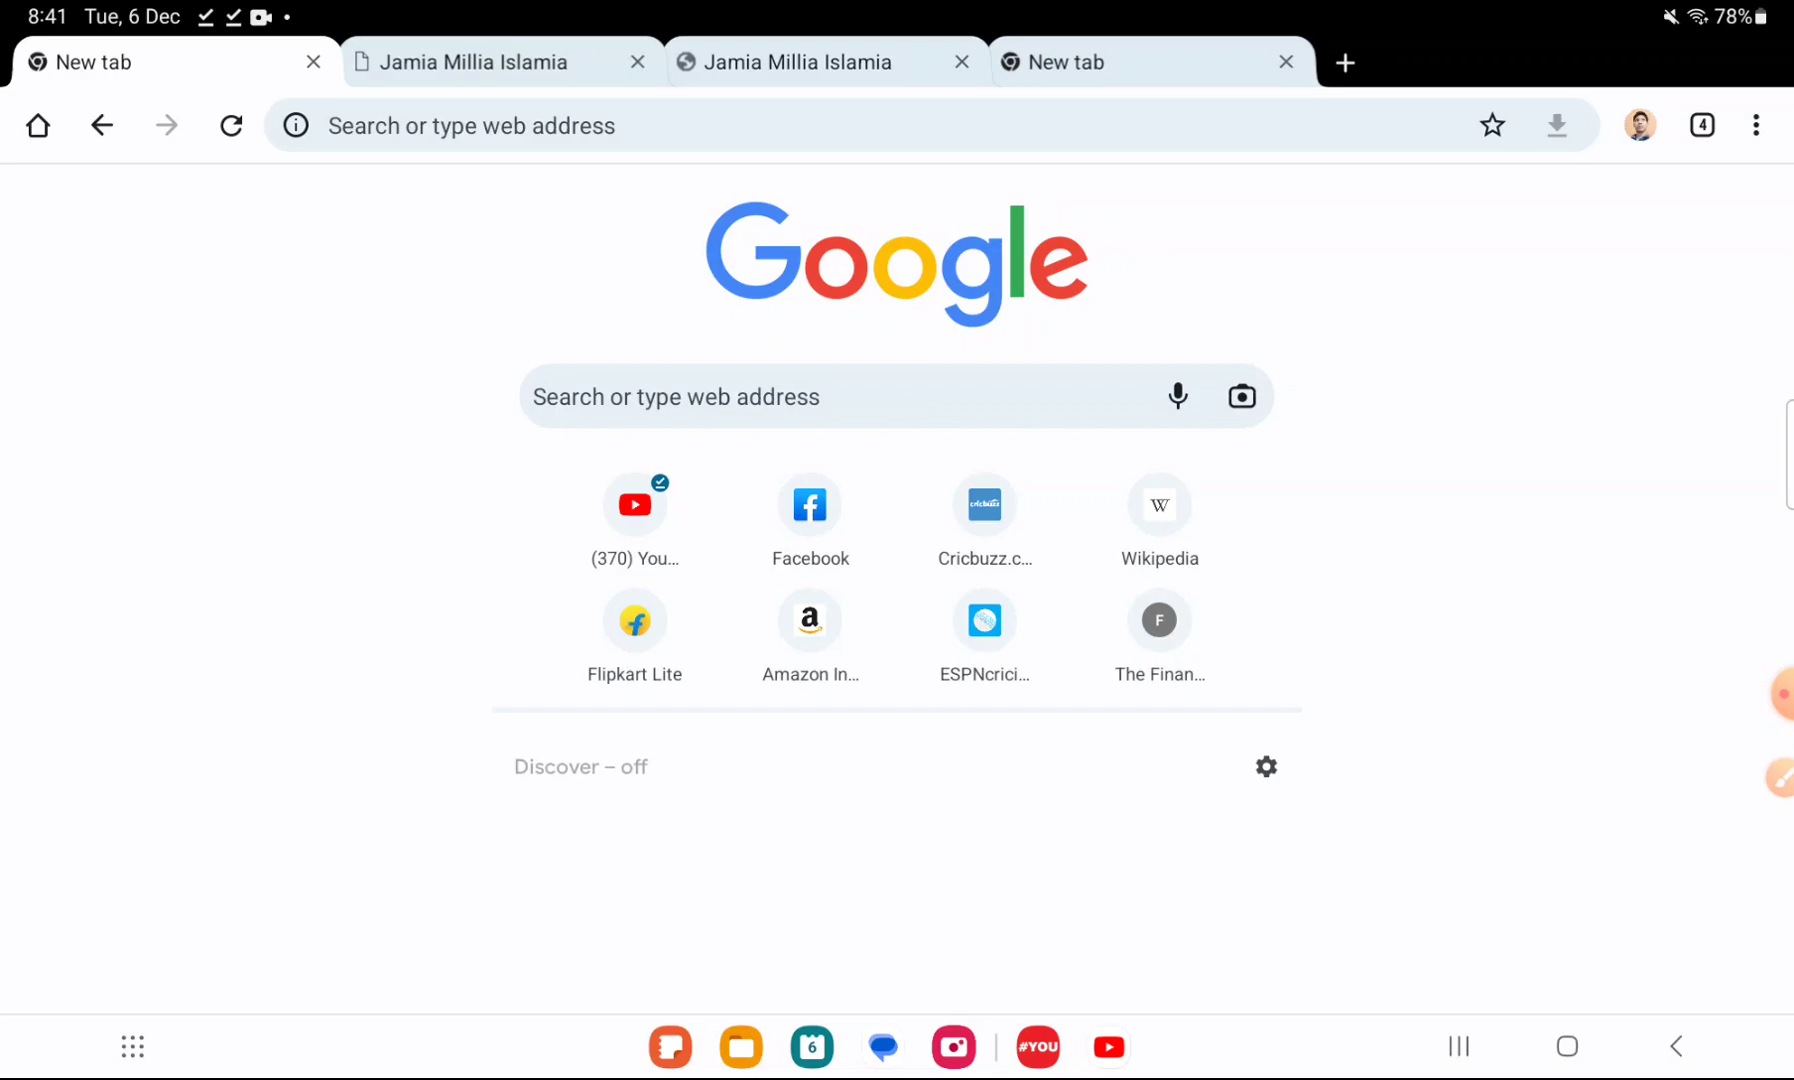 8:41 Tue, 6 Dec 78%
New tab Jamia Millia Islamia Jamia Millia Islamia New tab
Search or type web address 4
Google
Search or type web address
(370) You... Facebook Cricbuzz.c... Wikipedia
Flipkart Lite Amazon In... ESPNcrici... The Finan...
Discover – off
6 #YOU